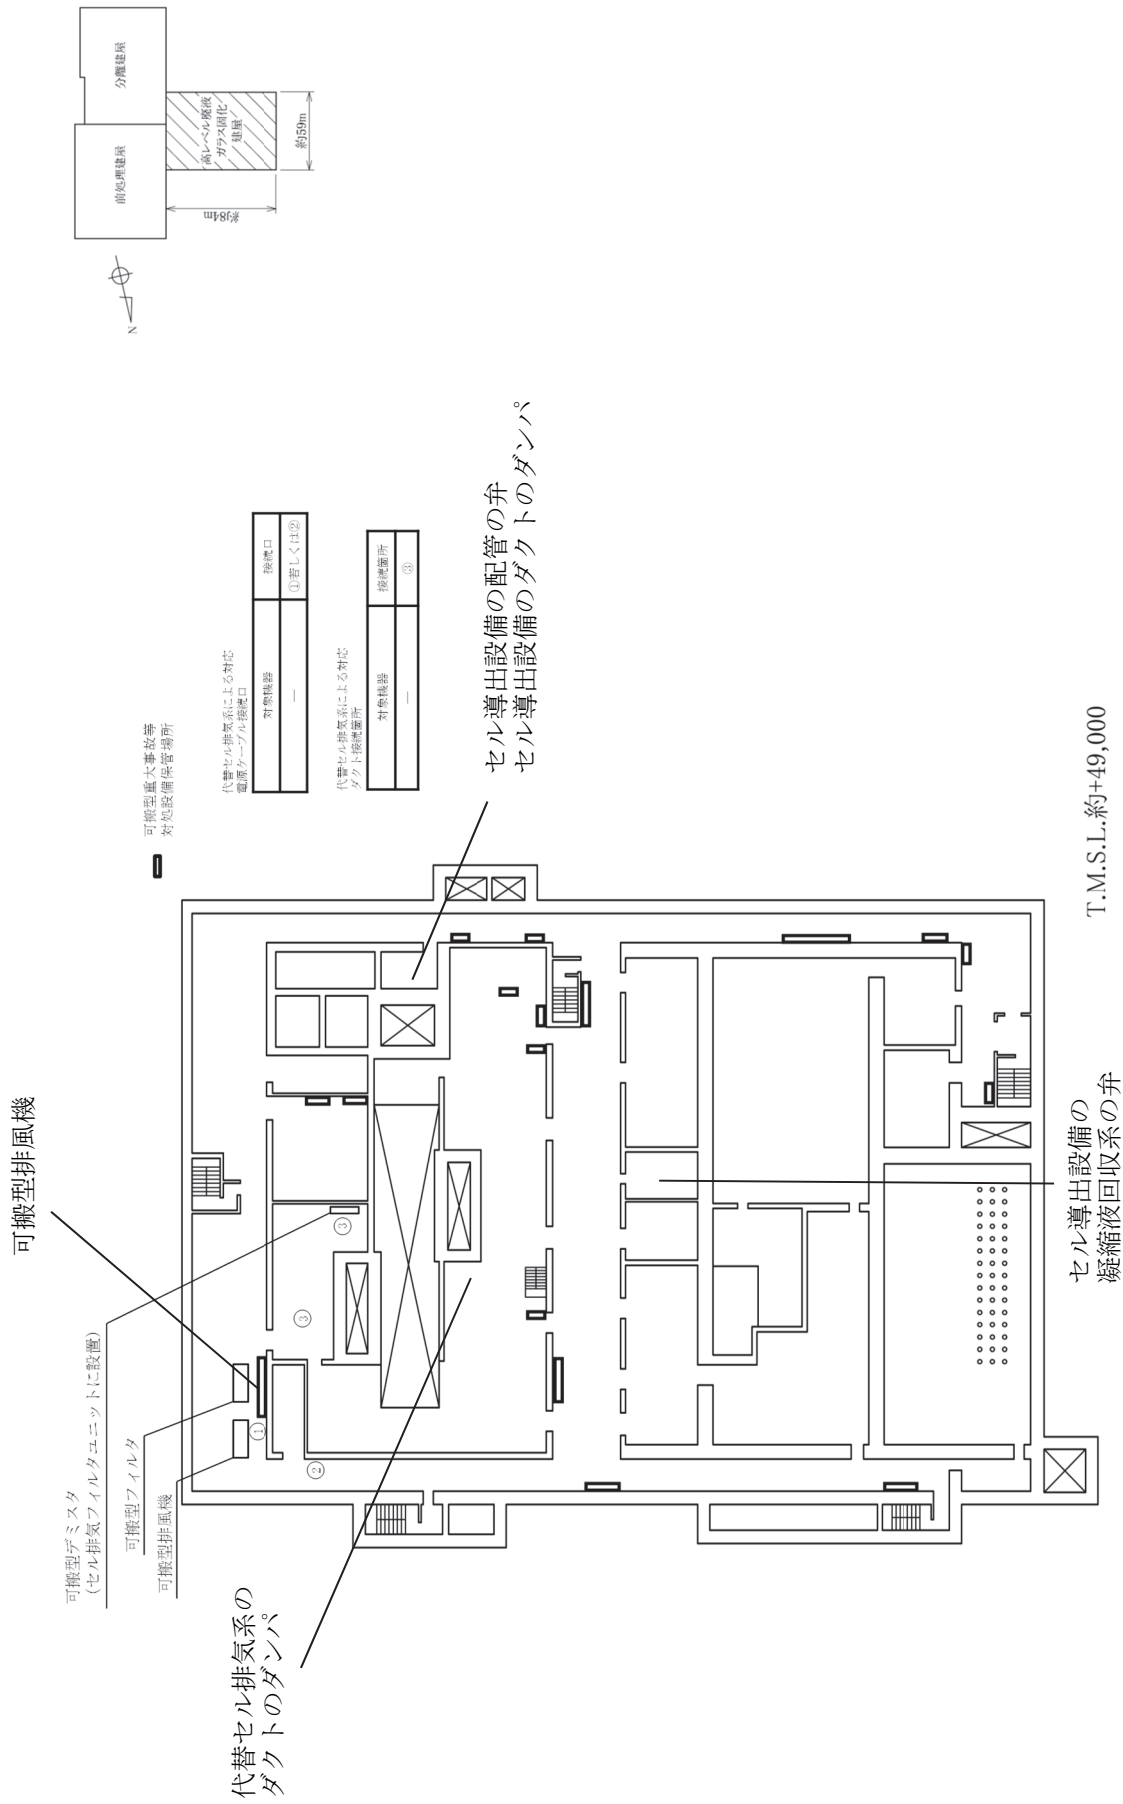 可搬型排風機
可搬型デミスタ
(セル排気フィルタユニットに設置)
可搬型フィルタ
可搬型排風機
代替セル排気系の
ダクトのダンパ
可搬型重大事故等
対処設備保管場所
代替セル排気系による対応
電源ケーブル接続口
対象機器
接続口
―
①若しくは②
代替セル排気系による対応
ダクト接続箇所
対象機器
接続箇所
―
③
セル導出設備の配管の弁
セル導出設備のダクトのダンパ
前処理建屋
分離建屋
高レベル廃液
ガラス固化
建屋
約59m
約84m
N
①
②
③
③
セル導出設備の
凝縮液回収系の弁
T.M.S.L.約+49,000